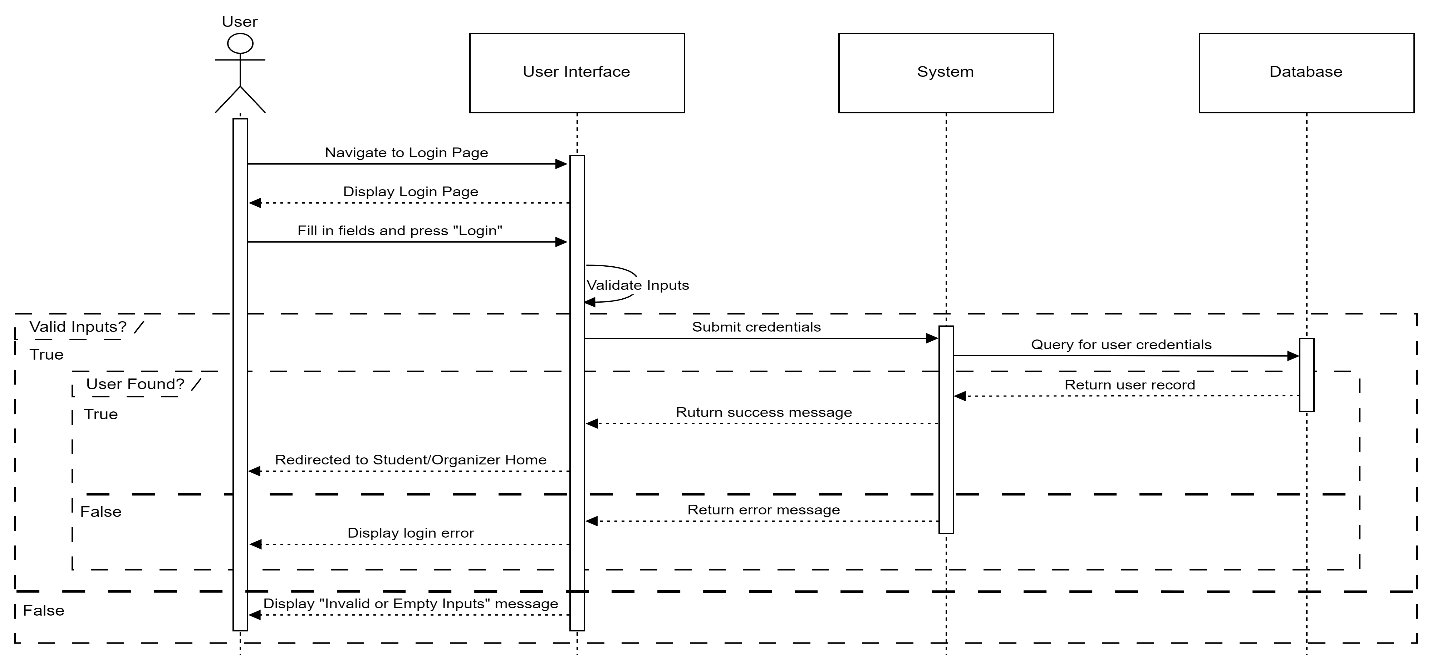 User
User Interface
System
Database
Navigate to Login Page
Display Login Page
Fill in fields and press "Login"
Validate Inputs
Valid Inputs?
Submit credentials
True
Query for user credentials
User Found?
Return user record
True
Ruturn success message
Redirected to Student/Organizer Home
False
Return error message
Display login error
False
Display "Invalid or Empty Inputs" message